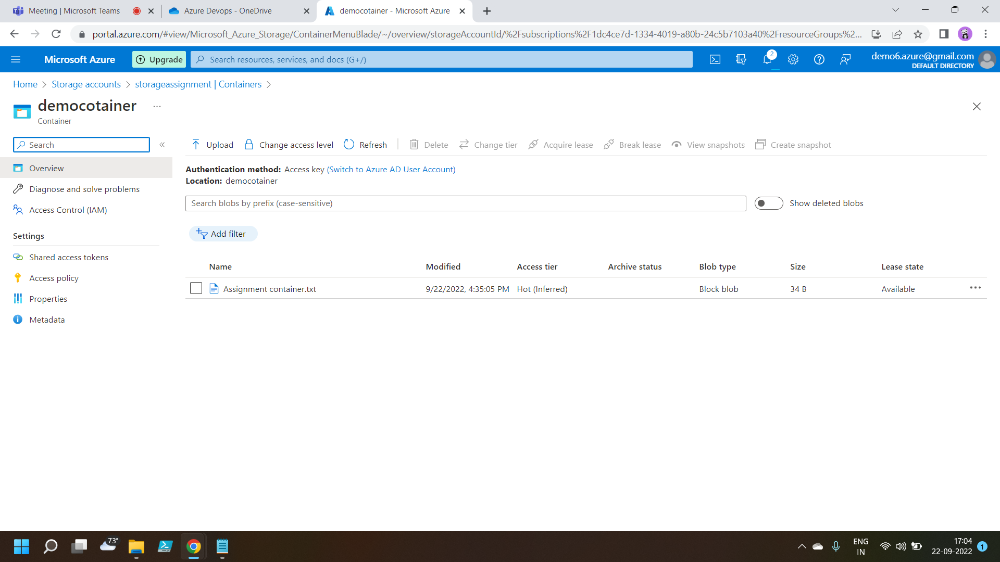 Meeting | Microsoft Teams
Azure Devops - OneDrive
democotainer - Microsoft Azure
portal.azure.com/#view/Microsoft_Azure_Storage/ContainerMenuBlade/~/overview/storageAccountId/%2Fsubscriptions%2F1dc4ce7d-1334-4019-a80b-24c5b7103a40%2FresourceGroups%2...
Microsoft Azure
Upgrade
Search resources, services, and docs (G+/)
2
demo6.azure@gmail.com
DEFAULT DIRECTORY
Home > Storage accounts > storageassignment | Containers >
democotainer ...
Container
Search
«
Upload
Change access level
Refresh
Delete
Change tier
Acquire lease
Break lease
View snapshots
Create snapshot
Overview
Diagnose and solve problems
Access Control (IAM)
Settings
Shared access tokens
Access policy
Properties
Metadata
Authentication method: Access key (Switch to Azure AD User Account)
Location: democotainer
Search blobs by prefix (case-sensitive)
Show deleted blobs
Add filter
Name Modified Access tier Archive status Blob type Size Lease state
Assignment container.txt 9/22/2022, 4:35:05 PM Hot (Inferred) Block blob 34 B Available ...
73°
ENG
IN
17:04
22-09-2022
1